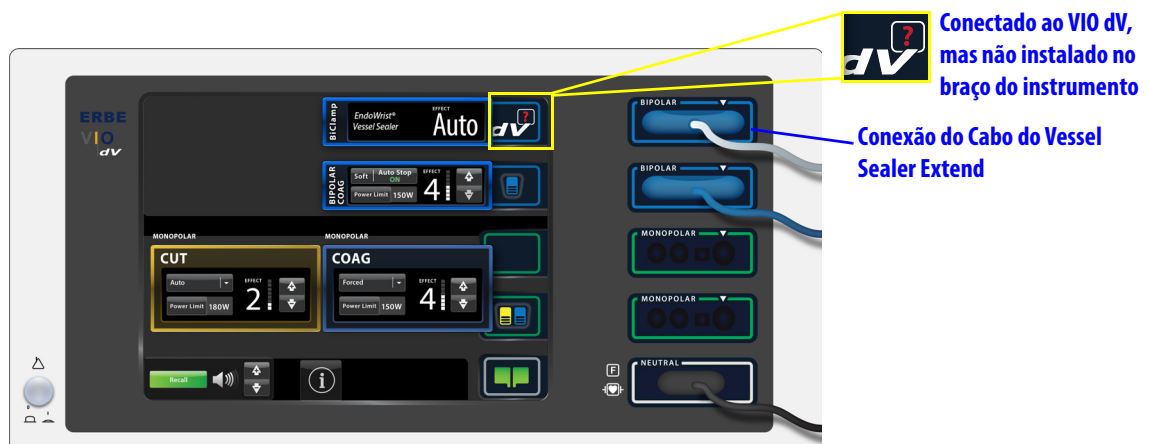 Conectado ao VIO dV,
mas não instalado no
braço do instrumento
Conexão do Cabo do Vessel
Sealer Extend
ERBE
VIO
dV
BiClamp
EndoWrist®
Vessel Sealer
EFFECT
Auto
dV
?
BIPOLAR
COAG
Soft
Auto Stop
ON
Power Limit 150W
EFFECT
4
MONOPOLAR
CUT
Auto
Power Limit 180W
EFFECT
2
MONOPOLAR
COAG
Forced
Power Limit 150W
EFFECT
4
Recall
i
BIPOLAR
BIPOLAR
MONOPOLAR
MONOPOLAR
F
NEUTRAL
dV
?